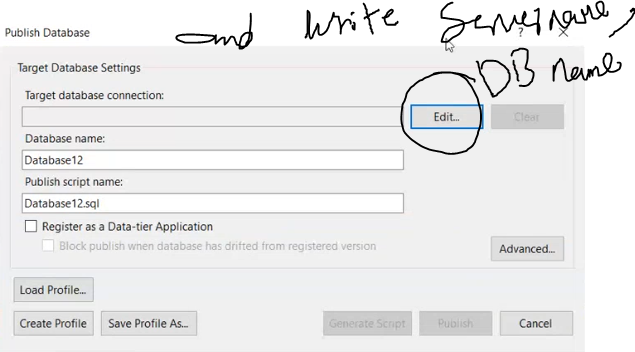 and write Servername,
Publish Database ? ×
DB name
Target Database Settings
Target database connection:
Edit... Clear
Database name:
Database12
Publish script name:
Database12.sql
Register as a Data-tier Application
Block publish when database has drifted from registered version
Advanced...
Load Profile...
Create Profile Save Profile As... Generate Script Publish Cancel